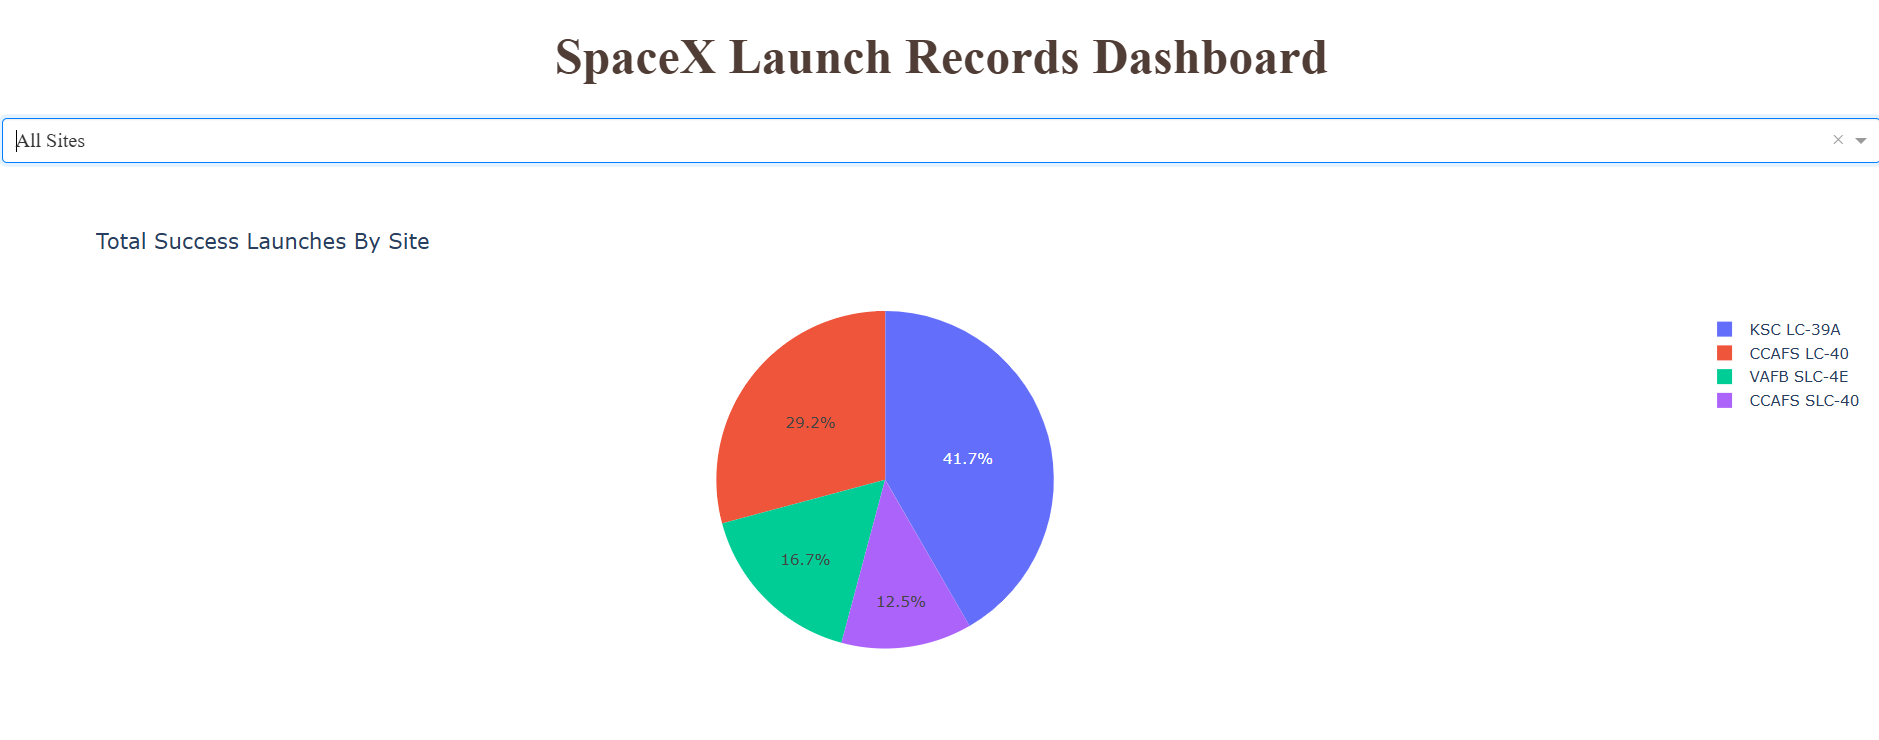 SpaceX Launch Records Dashboard
All Sites
Total Success Launches By Site
KSC LC-39A
CCAFS LC-40
VAFB SLC-4E
CCAFS SLC-40
29.2%
41.7%
16.7%
12.5%